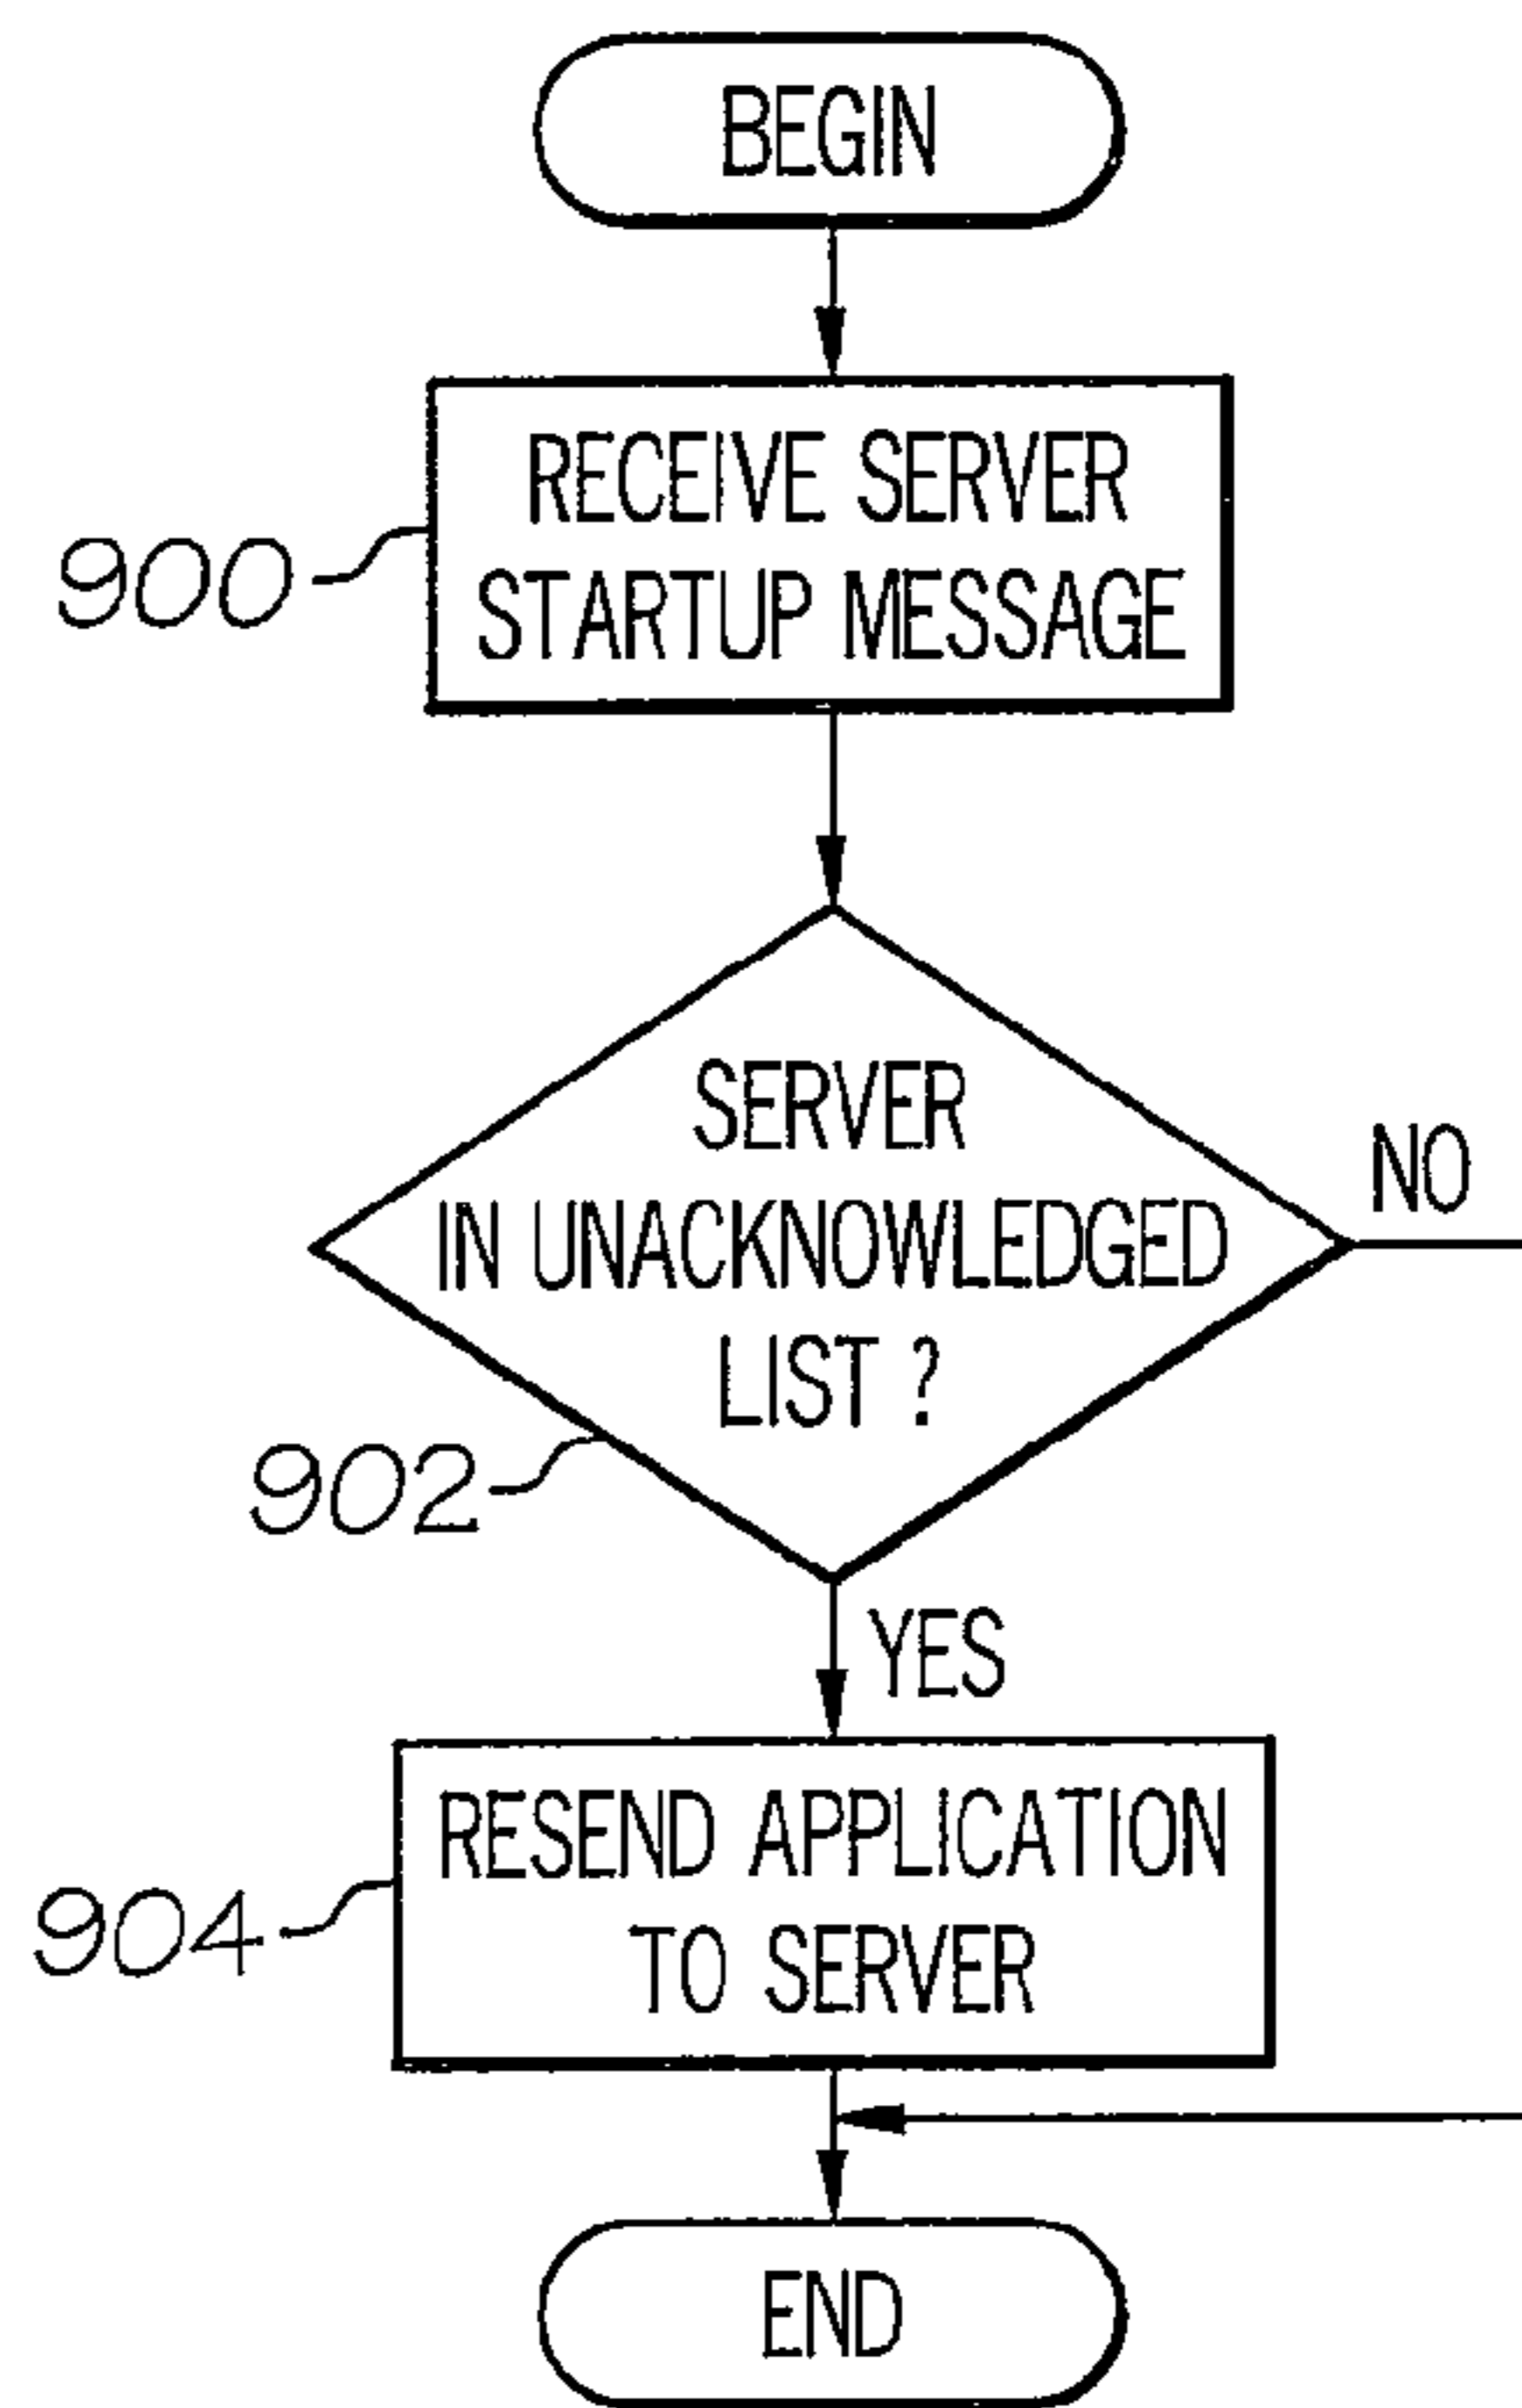 BEGIN
RECEIVE SERVER
STARTUP MESSAGE
900
SERVER
IN UNACKNOWLEDGED
LIST ?
NO
902
YES
RESEND APPLICATION
TO SERVER
904
END